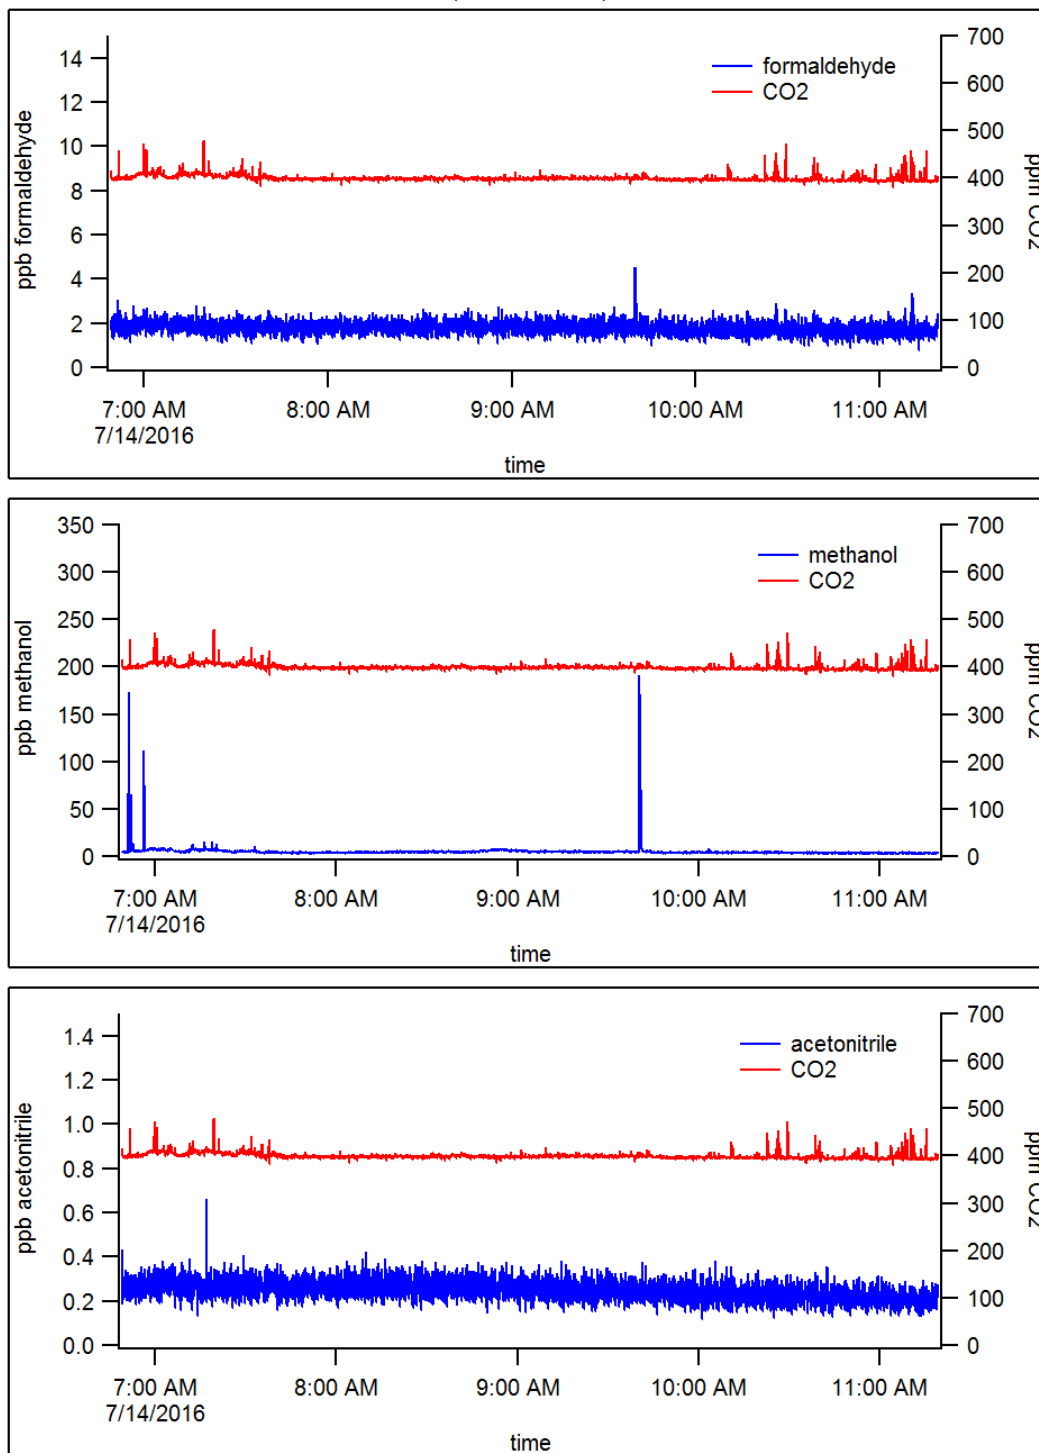 14
12
10
8
6
4
2
0
ppb formaldehyde
formaldehyde
CO2
700
600
500
400
300
200
100
0
ppm CO2
7:00 AM
7/14/2016
8:00 AM
9:00 AM
10:00 AM
11:00 AM
time
350
300
250
200
150
100
50
0
ppb methanol
methanol
CO2
700
600
500
400
300
200
100
0
ppm CO2
7:00 AM
7/14/2016
8:00 AM
9:00 AM
10:00 AM
11:00 AM
time
1.4
1.2
1.0
0.8
0.6
0.4
0.2
0.0
ppb acetonitrile
acetonitrile
CO2
700
600
500
400
300
200
100
0
ppm CO2
7:00 AM
7/14/2016
8:00 AM
9:00 AM
10:00 AM
11:00 AM
time